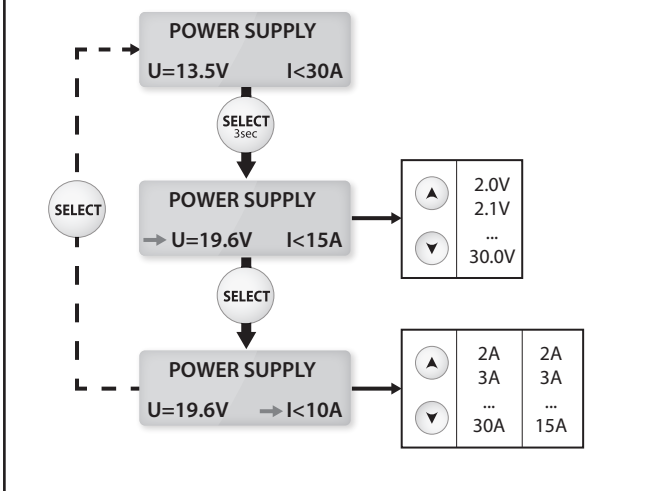 POWER SUPPLY
U=13.5V I<30A
SELECT
3sec
POWER SUPPLY
U=19.6V I<15A
2.0V
2.1V
...
30.0V
SELECT
SELECT
POWER SUPPLY
U=19.6V I<10A
2A 2A
3A 3A
... ...
30A 15A